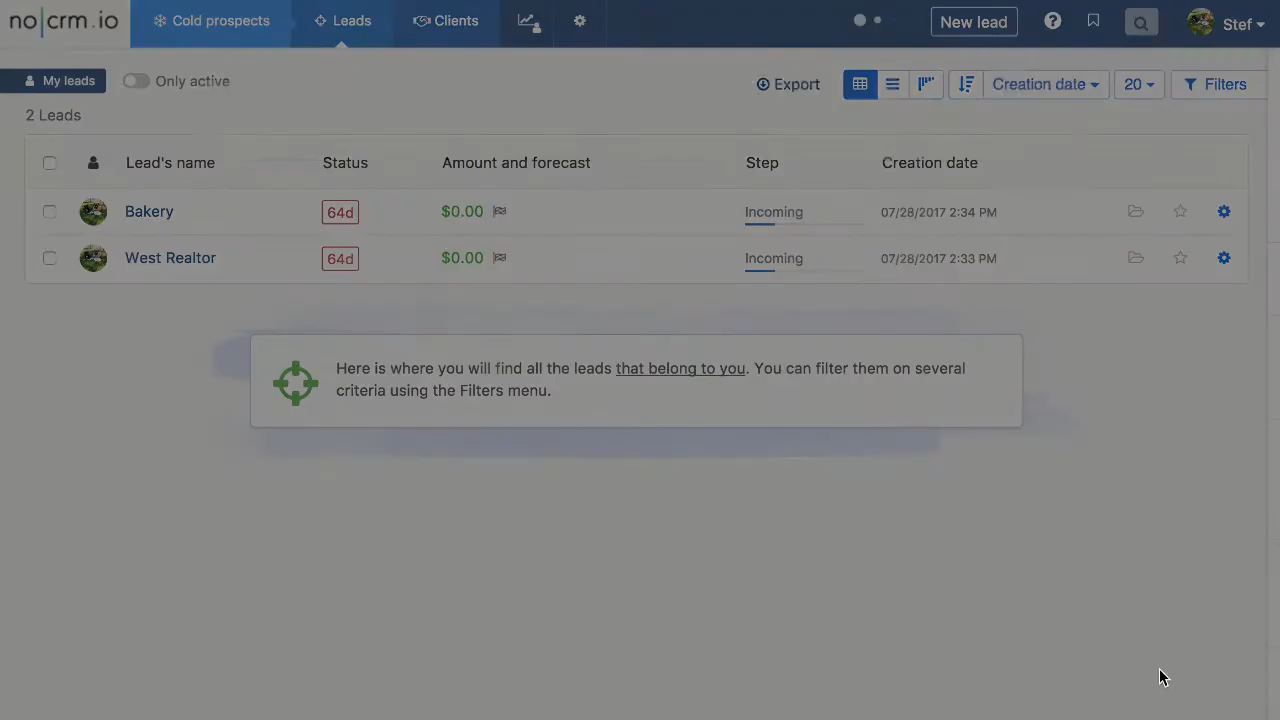 no|crm.io Cold prospects Leads Clients New lead Stef
My leads Only active Export Creation date 20 Filters
2 Leads
Lead's name Status Amount and forecast Step Creation date
Bakery 64d $0.00 Incoming 07/28/2017 2:34 PM
West Realtor 64d $0.00 Incoming 07/28/2017 2:33 PM
Here is where you will find all the leads that belong to you. You can filter them on several
criteria using the Filters menu.